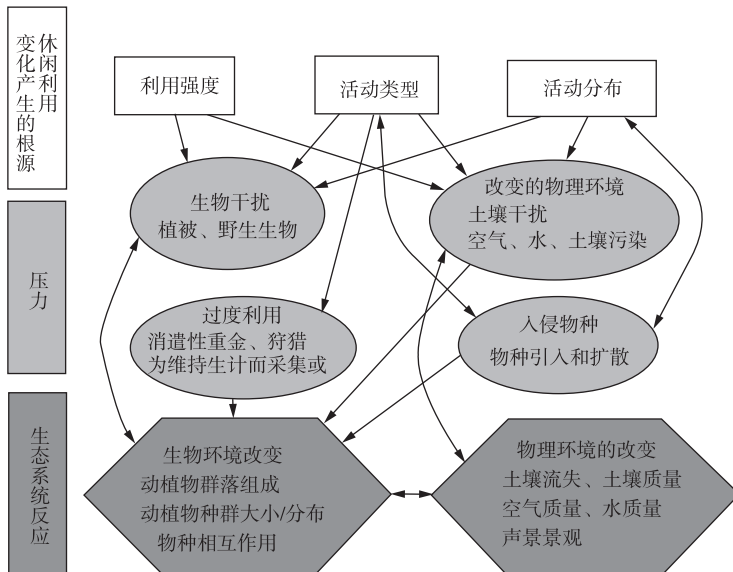 休闲利用
变化产生的根源
利用强度
活动类型
活动分布
压力
生物干扰
植被、野生生物
改变的物理环境
土壤干扰
空气、水、土壤污染
过度利用
消遣性重金、狩猎
为维持生计而采集或
入侵物种
物种引入和扩散
生态系统反应
生物环境改变
动植物群落组成
动植物种群大小/分布
物种相互作用
物理环境的改变
土壤流失、土壤质量
空气质量、水质量
声景景观